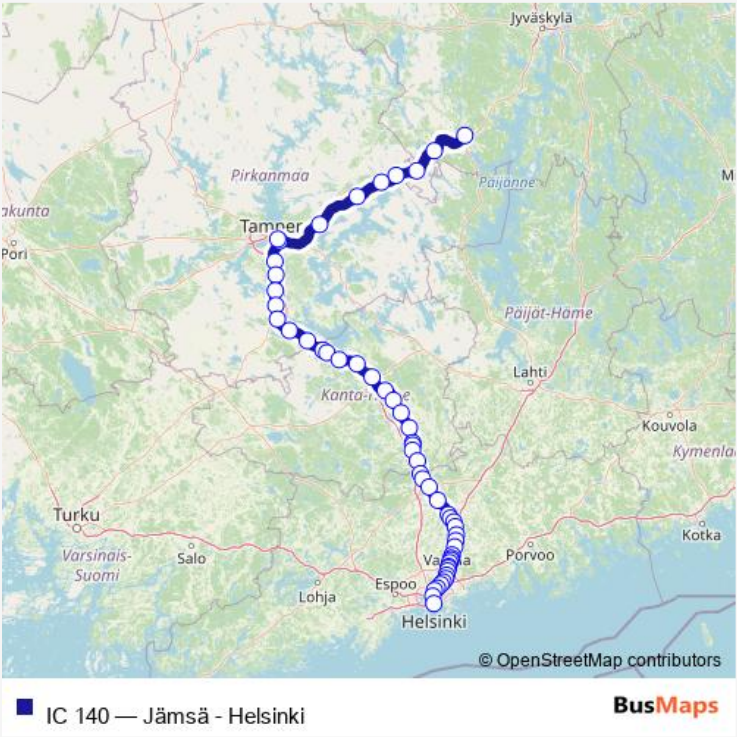 Jyväskylä
Pirkanmaa
Päijänne
akunta
Tamper
Pori
Päijät-Häme
Lahti
Kanta-H
me
Kouvola
Kymenla
Turku
Kotka
Varsinais-
Suomi
Salo
Va
a
Porvoo
Espoo
Lohja
Helsinki
© OpenStreetMap contributors
IC 140 — Jämsä - Helsinki
BusMaps